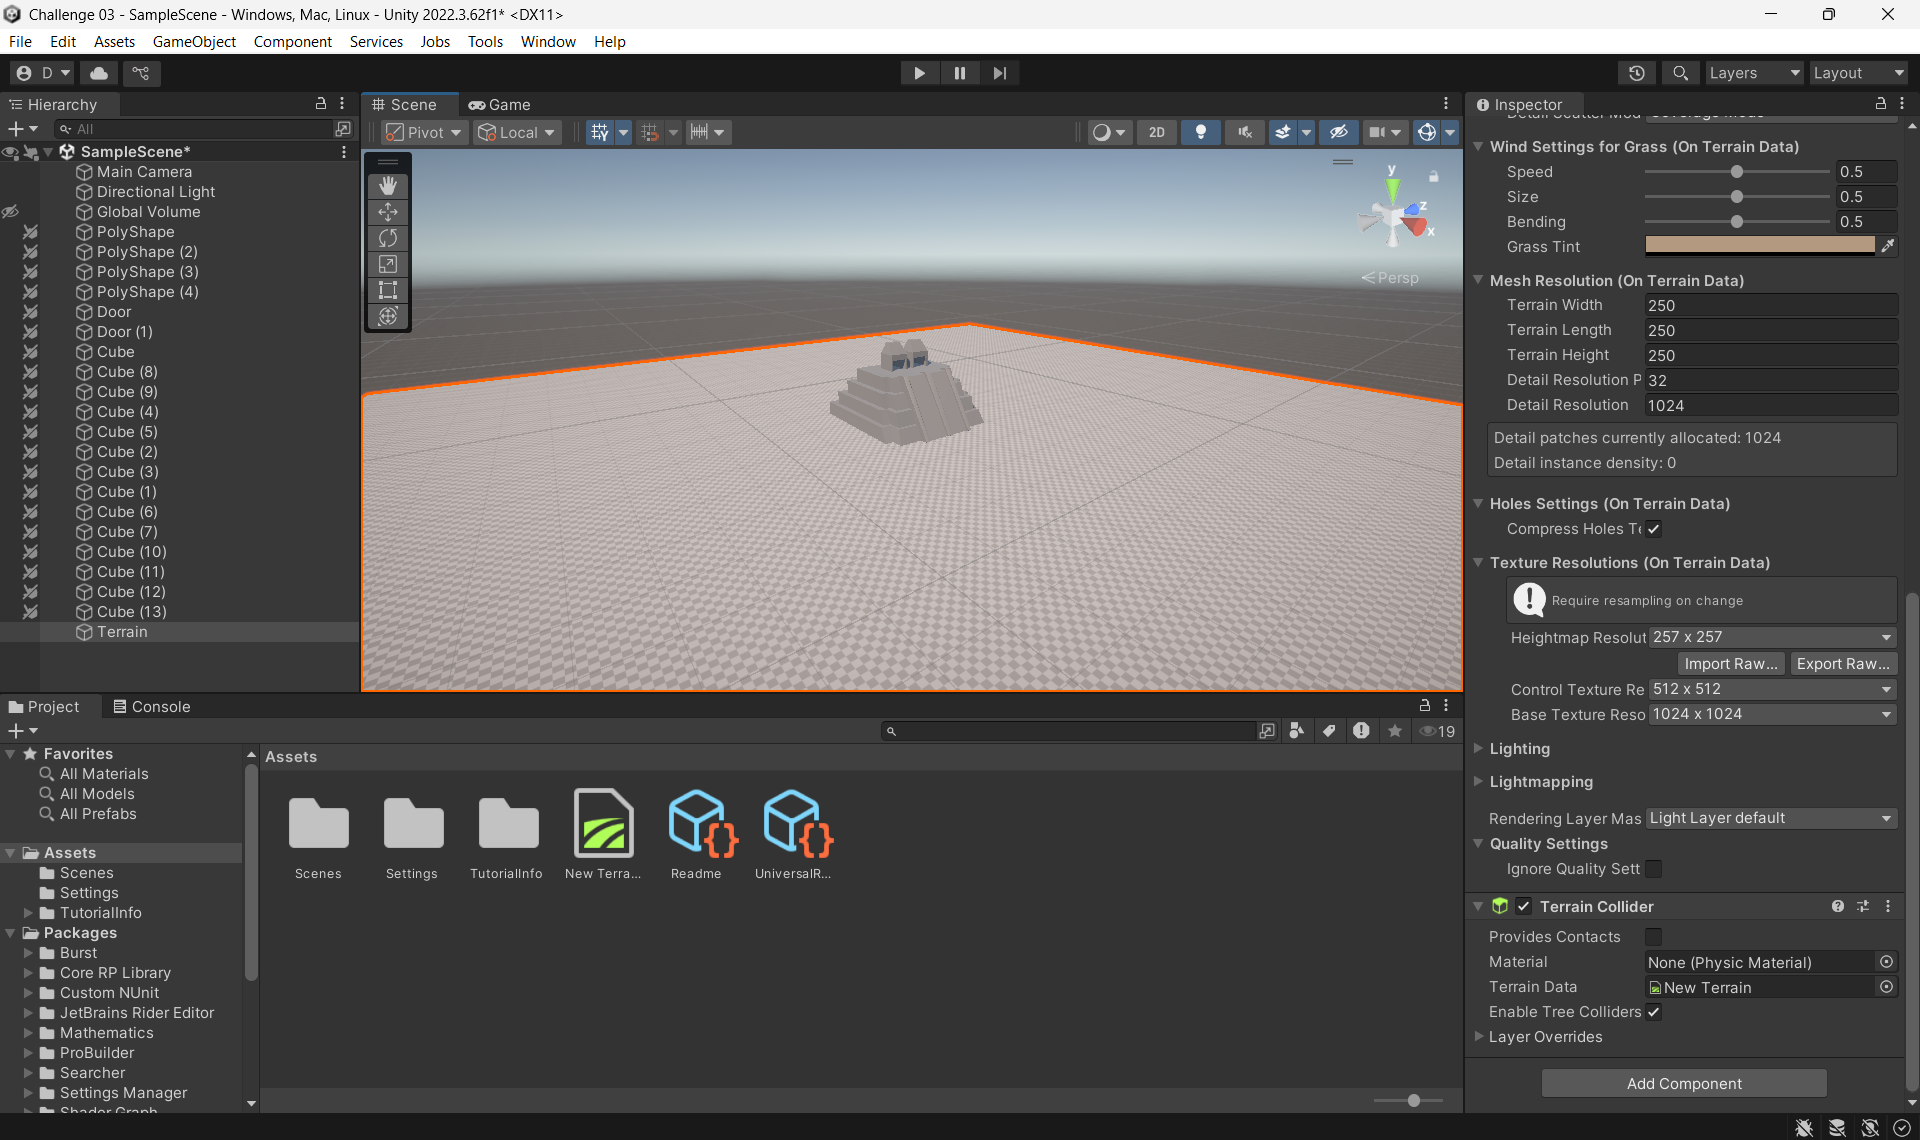 Challenge 03 - SampleScene - Windows, Mac, Linux - Unity 2022.3.62f1* <DX11>
File Edit Assets GameObject Component Services Jobs Tools Window Help
D Layers Layout
Hierarchy
All
SampleScene*
Main Camera
Directional Light
Global Volume
PolyShape
PolyShape (2)
PolyShape (3)
PolyShape (4)
Door
Door (1)
Cube
Cube (8)
Cube (9)
Cube (4)
Cube (5)
Cube (2)
Cube (3)
Cube (1)
Cube (6)
Cube (7)
Cube (10)
Cube (11)
Cube (12)
Cube (13)
Terrain
Scene Game
Pivot Local 2D
y
z
x
Persp
Inspector
Wind Settings for Grass (On Terrain Data)
Speed 0.5
Size 0.5
Bending 0.5
Grass Tint
Mesh Resolution (On Terrain Data)
Terrain Width 250
Terrain Length 250
Terrain Height 250
Detail Resolution P 32
Detail Resolution 1024
Detail patches currently allocated: 1024
Detail instance density: 0
Holes Settings (On Terrain Data)
Compress Holes Te
Texture Resolutions (On Terrain Data)
Require resampling on change
Heightmap Resolut 257 x 257
Import Raw... Export Raw...
Control Texture Re 512 x 512
Base Texture Reso 1024 x 1024
Lighting
Lightmapping
Rendering Layer Mas Light Layer default
Quality Settings
Ignore Quality Sett
Terrain Collider
Provides Contacts
Material None (Physic Material)
Terrain Data New Terrain
Enable Tree Colliders
Layer Overrides
Add Component
Project Console
19
Favorites
All Materials
All Models
All Prefabs
Assets
Scenes
Settings
TutorialInfo
Packages
Burst
Core RP Library
Custom NUnit
JetBrains Rider Editor
Mathematics
ProBuilder
Searcher
Settings Manager
Shader Graph
Assets
Scenes Settings TutorialInfo New Terra... Readme UniversalR...